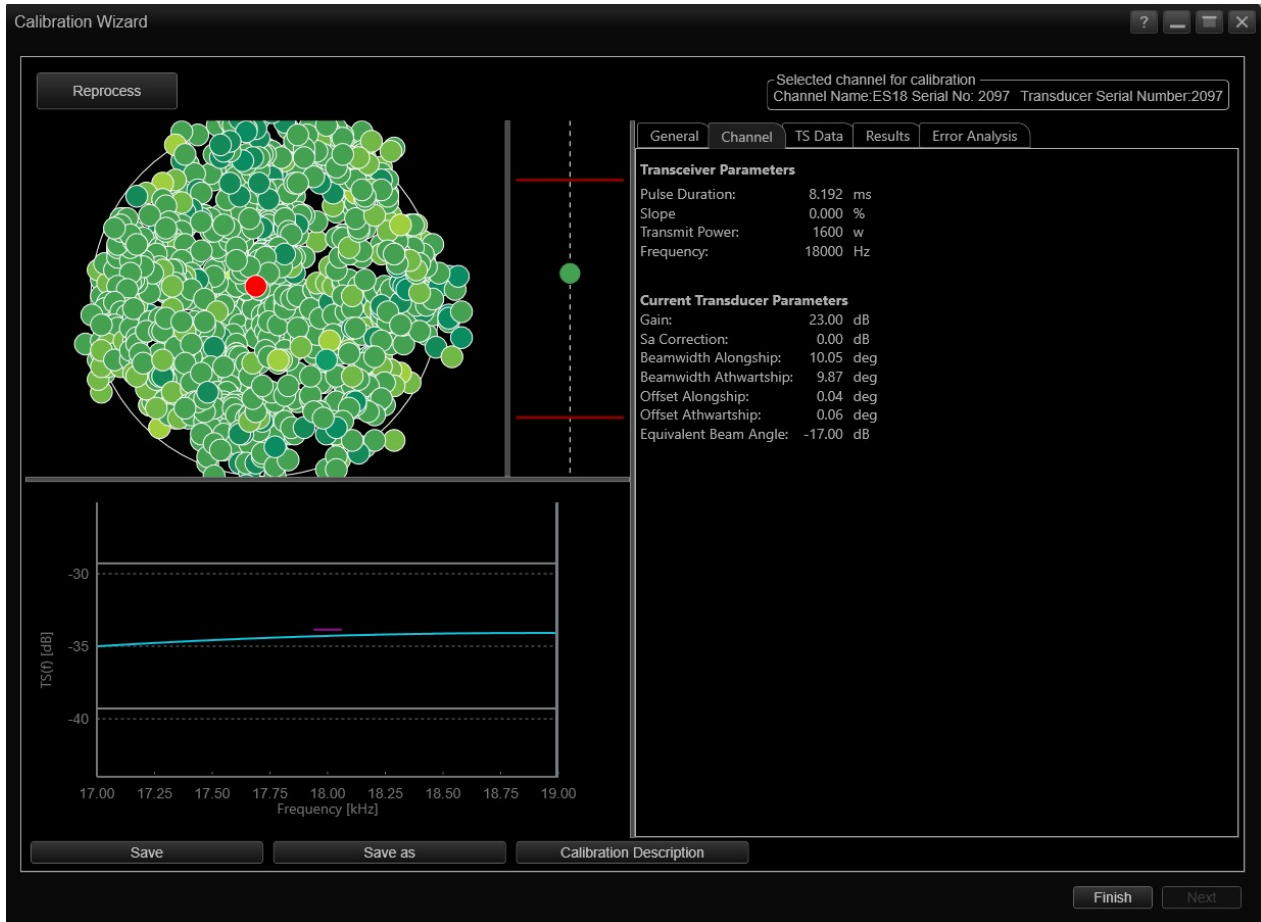 Calibration Wizard
?
Reprocess
Selected channel for calibration
Channel Name:ES18 Serial No: 2097 Transducer Serial Number:2097
General Channel TS Data Results Error Analysis
Transceiver Parameters
Pulse Duration: 8.192 ms
Slope 0.000 %
Transmit Power: 1600 w
Frequency: 18000 Hz
Current Transducer Parameters
Gain: 23.00 dB
Sa Correction: 0.00 dB
Beamwidth Alongship: 10.05 deg
Beamwidth Athwartship: 9.87 deg
Offset Alongship: 0.04 deg
Offset Athwartship: 0.06 deg
Equivalent Beam Angle: -17.00 dB
-30
-35
-40
TS(f) [dB]
17.00 17.25 17.50 17.75 18.00 18.25 18.50 18.75 19.00
Frequency [kHz]
Save Save as Calibration Description
Finish Next